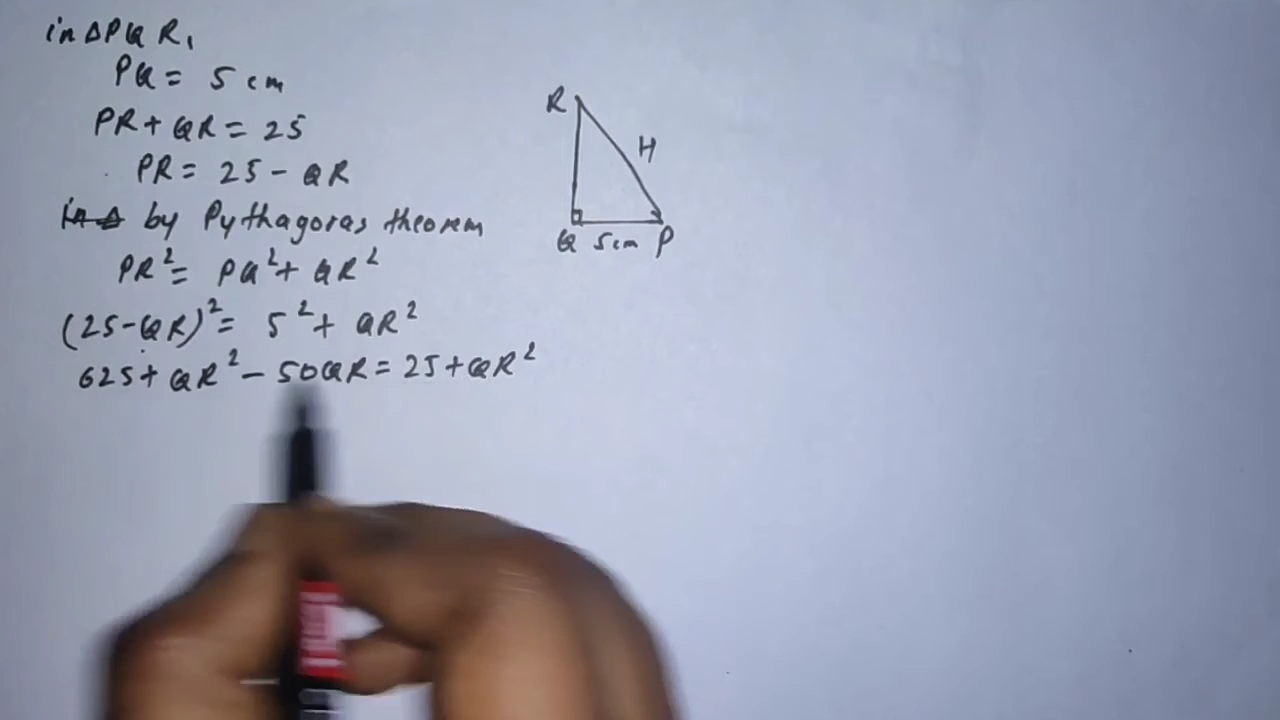 in ΔPQR,
PQ = 5 cm
PR + QR = 25
PR = 25 - QR
by Pythagoras theorem
PR² = PQ² + QR²
(25-QR)² = 5² + QR²
625 + QR² - 50QR = 25 + QR²
R
H
Q 5cm P